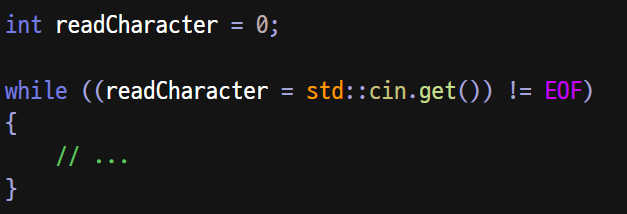 int readCharacter = 0;
while ((readCharacter = std::cin.get()) != EOF)
{
// ...
}